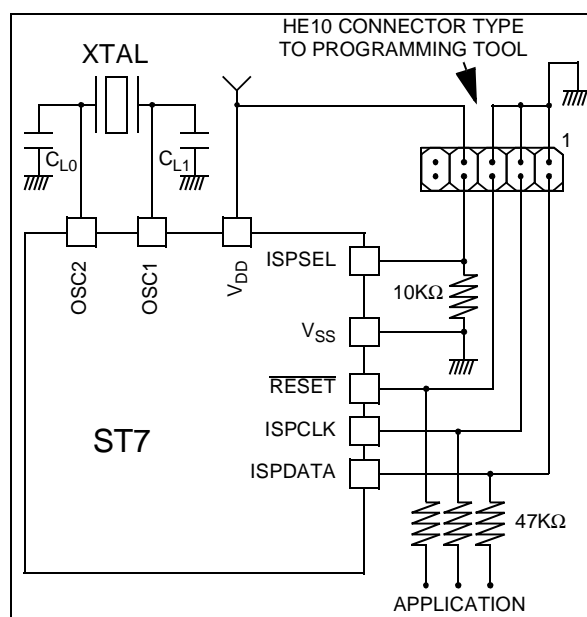 HE10 CONNECTOR TYPE
TO PROGRAMMING TOOL
XTAL
1
CL0
CL1
OSC2
OSC1
VDD
ISPSEL
10KΩ
VSS
RESET
ISPCLK
ST7
ISPDATA
47KΩ
APPLICATION